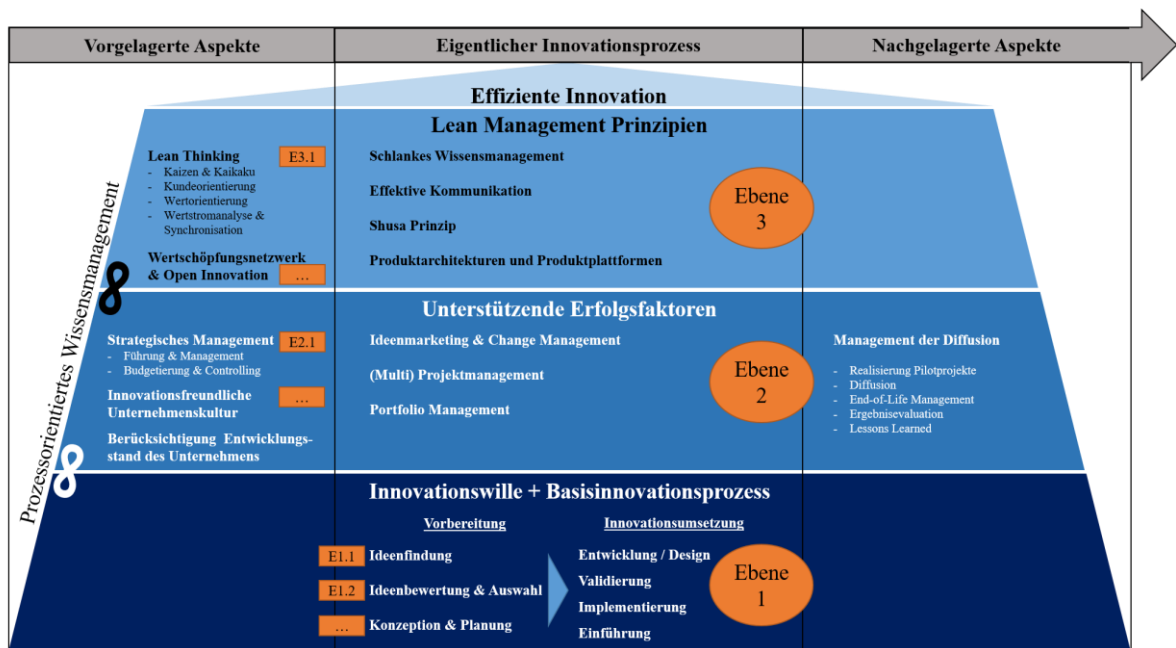 Vorgelagerte Aspekte
Eigentlicher Innovationsprozess
Nachgelagerte Aspekte
Effiziente Innovation
Lean Management Prinzipien
Lean Thinking
E3.1
- Kaizen & Kaikaku
- Kundeorientierung
- Wertorientierung
- Wertstromanalyse &
Synchronisation
Wertschöpfungsnetzwerk
& Open Innovation
...
Schlankes Wissensmanagement
Effektive Kommunikation
Shusa Prinzip
Produktarchitekturen und Produktplattformen
Ebene
3
Prozessorientiertes Wissensmanagement
Unterstützende Erfolgsfaktoren
Strategisches Management
E2.1
- Führung & Management
- Budgetierung & Controlling
Innovationsfreundliche
Unternehmenskultur
...
Berücksichtigung Entwicklungs-
stand des Unternehmens
Ideenmarketing & Change Management
(Multi) Projektmanagement
Portfolio Management
Ebene
2
Management der Diffusion
- Realisierung Pilotprojekte
- Diffusion
- End-of-Life Management
- Ergebnisevaluation
- Lessons Learned
Innovationswille + Basisinnovationsprozess
Vorbereitung
E1.1 Ideenfindung
E1.2 Ideenbewertung & Auswahl
... Konzeption & Planung
Innovationsumsetzung
Entwicklung / Design
Validierung
Implementierung
Einführung
Ebene
1